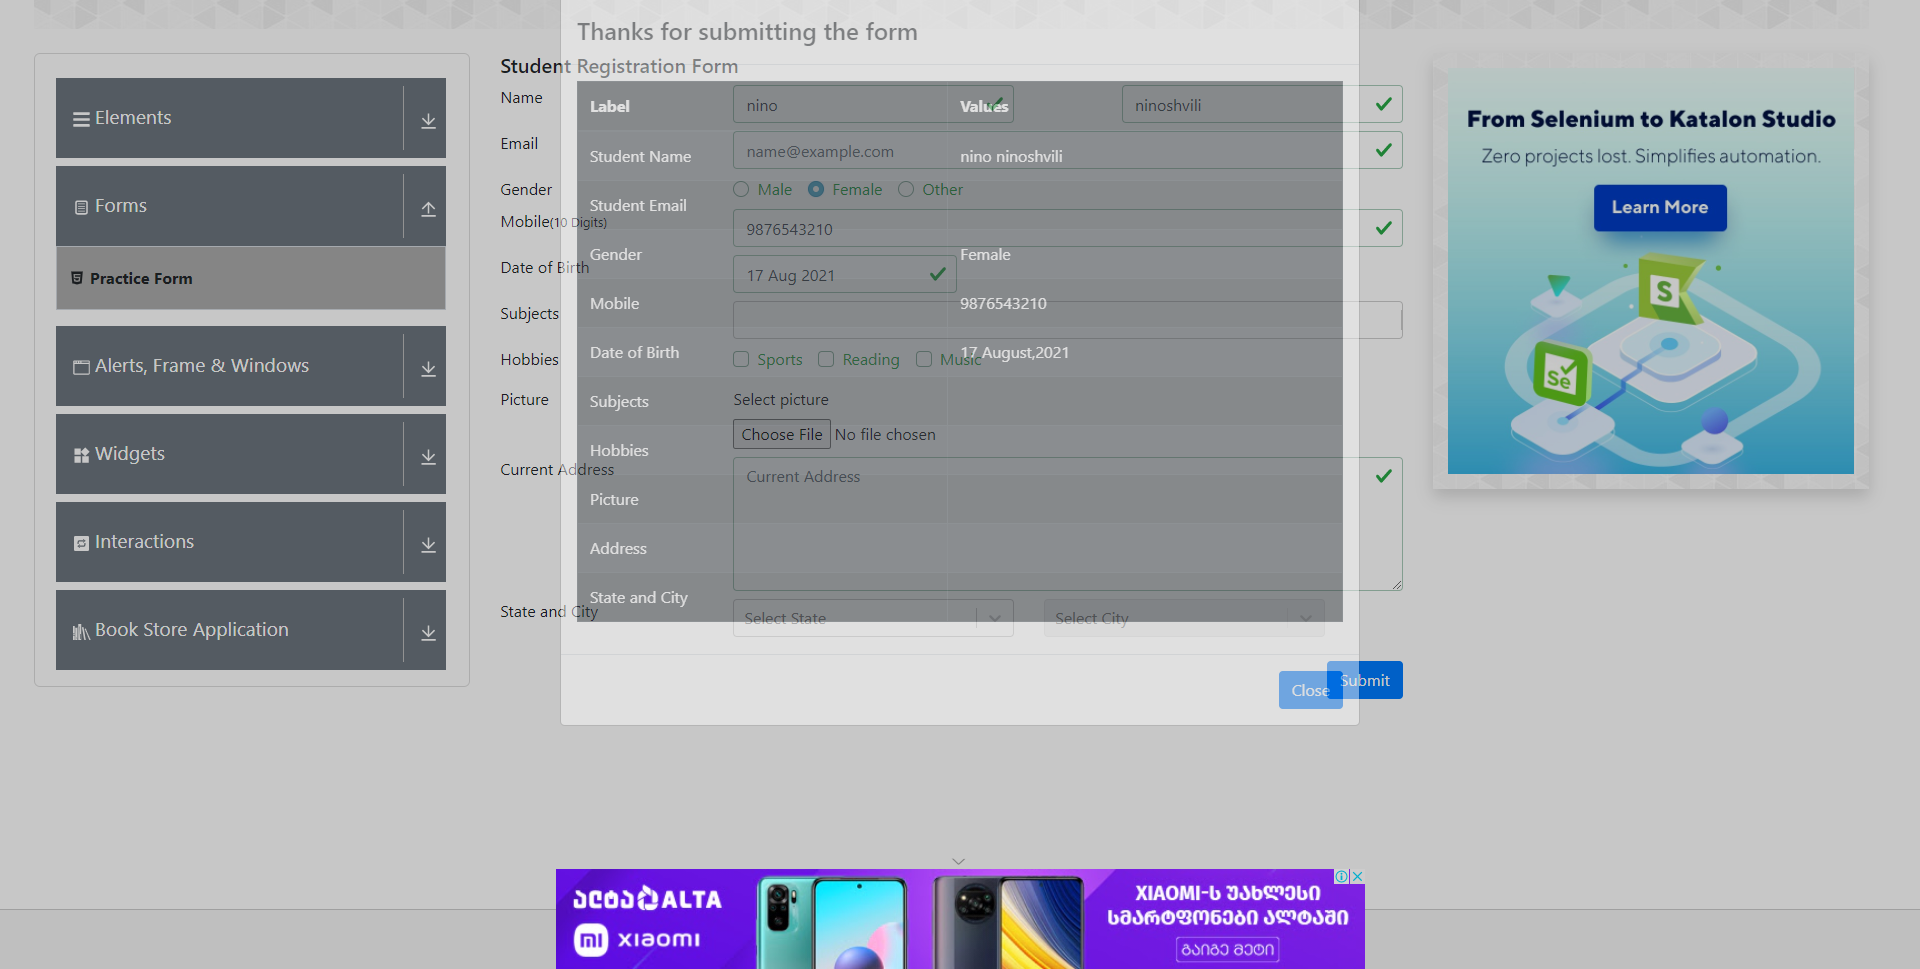 Thanks for submitting the form
Student Registration Form
Elements
Forms
Practice Form
Alerts, Frame & Windows
Widgets
Interactions
Book Store Application
Name
nino
ninoshvili
Email
name@example.com
Gender
Male
Female
Other
Mobile(10 Digits)
9876543210
Date of Birth
17 Aug 2021
Subjects
Hobbies
Sports
Reading
Music
Picture
Select picture
Choose File No file chosen
Current Address
Current Address
State and City
Select State
Select City
Submit
Label
Values
Student Name
nino ninoshvili
Student Email
Gender
Female
Mobile
9876543210
Date of Birth
17 August,2021
Subjects
Hobbies
Picture
Address
State and City
Close
From Selenium to Katalon Studio
Zero projects lost. Simplifies automation.
Learn More
S
Se
ალტა ALTA
mi xiaomi
XIAOMI-ს უახლესი
სმარტფონები ალტაში
გაიგე მეტი